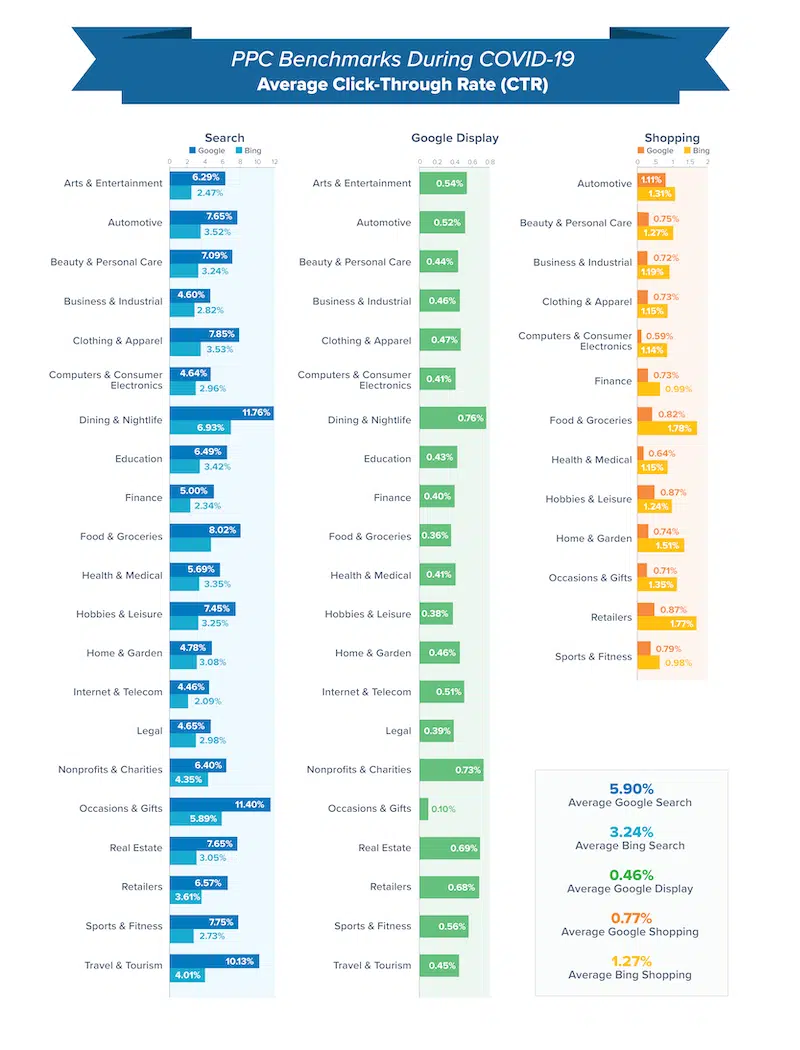 PPC Benchmarks During COVID-19
Average Click-Through Rate (CTR)
Search
Google Bing
0 2 4 6 8 10 12
Arts & Entertainment 6.29%
2.47%
Automotive 7.65%
3.52%
Beauty & Personal Care 7.09%
3.24%
Business & Industrial 4.60%
2.82%
Clothing & Apparel 7.85%
3.53%
Computers & Consumer
Electronics 4.64%
2.96%
Dining & Nightlife 11.76%
6.93%
Education 6.49%
3.42%
Finance 5.00%
2.34%
Food & Groceries 8.02%
Health & Medical 5.69%
3.35%
Hobbies & Leisure 7.45%
3.25%
Home & Garden 4.78%
3.08%
Internet & Telecom 4.46%
2.09%
Legal 4.65%
2.98%
Nonprofits & Charities 6.40%
4.35%
Occasions & Gifts 11.40%
5.89%
Real Estate 7.65%
3.05%
Retailers 6.57%
3.61%
Sports & Fitness 7.75%
2.73%
Travel & Tourism 10.13%
4.01%
Google Display
0 0.2 0.4 0.6 0.8
Arts & Entertainment 0.54%
Automotive 0.52%
Beauty & Personal Care 0.44%
Business & Industrial 0.46%
Clothing & Apparel 0.47%
Computers & Consumer
Electronics 0.41%
Dining & Nightlife 0.76%
Education 0.43%
Finance 0.40%
Food & Groceries 0.36%
Health & Medical 0.41%
Hobbies & Leisure 0.38%
Home & Garden 0.46%
Internet & Telecom 0.51%
Legal 0.39%
Nonprofits & Charities 0.73%
Occasions & Gifts 0.10%
Real Estate 0.69%
Retailers 0.68%
Sports & Fitness 0.56%
Travel & Tourism 0.45%
Shopping
Google Bing
0 .5 1 1.5 2
Automotive 1.11%
1.31%
Beauty & Personal Care 0.75%
1.27%
Business & Industrial 0.72%
1.19%
Clothing & Apparel 0.73%
1.15%
Computers & Consumer
Electronics 0.59%
1.14%
Finance 0.73%
0.99%
Food & Groceries 0.82%
1.78%
Health & Medical 0.64%
1.15%
Hobbies & Leisure 0.87%
1.24%
Home & Garden 0.74%
1.51%
Occasions & Gifts 0.71%
1.35%
Retailers 0.87%
1.77%
Sports & Fitness 0.79%
0.98%
5.90%
Average Google Search
3.24%
Average Bing Search
0.46%
Average Google Display
0.77%
Average Google Shopping
1.27%
Average Bing Shopping